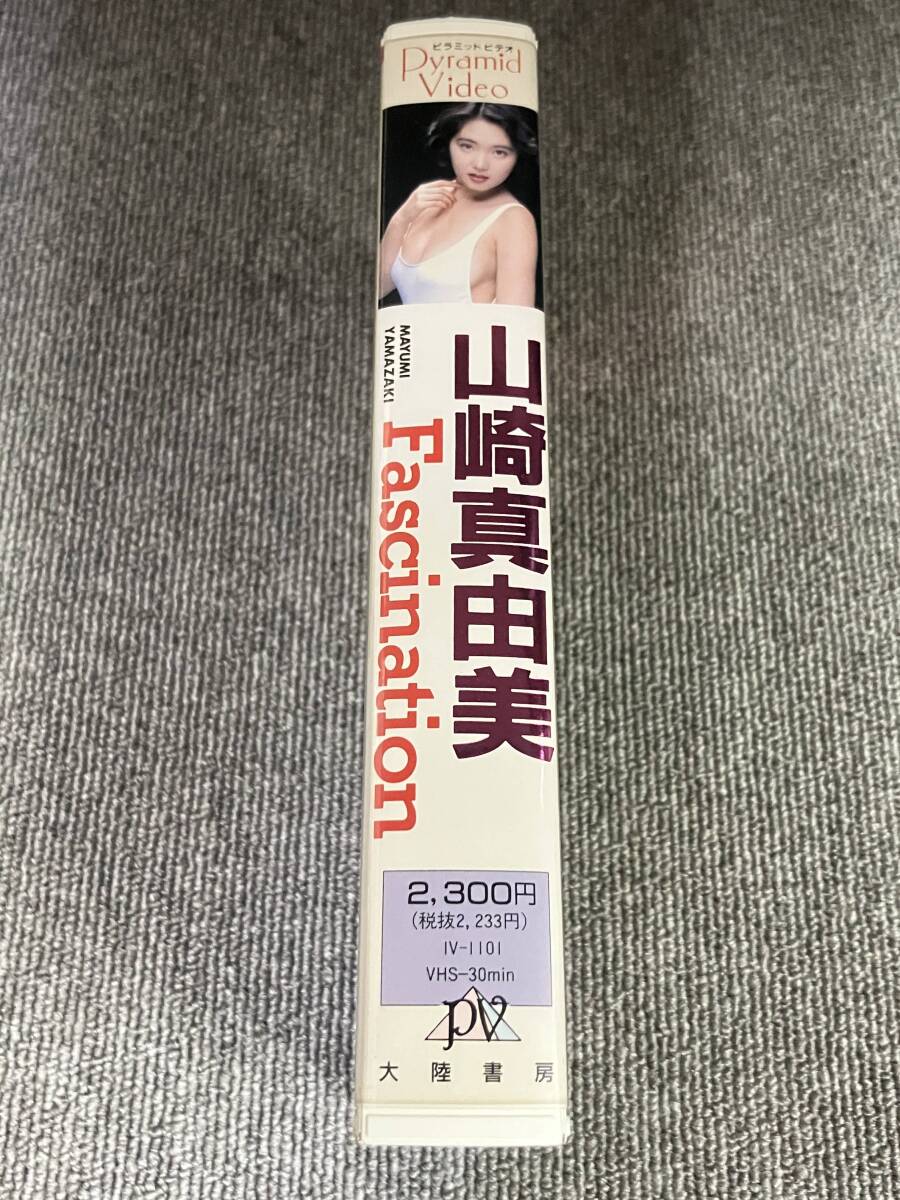 ピラミッドビデオ
Pyramid
Video
山崎真由美
MAYUMI
YAMAZAKI
Fascination
2,300円
(税抜2,233円)
IV-1101
VHS-30min
PV
大陸書房